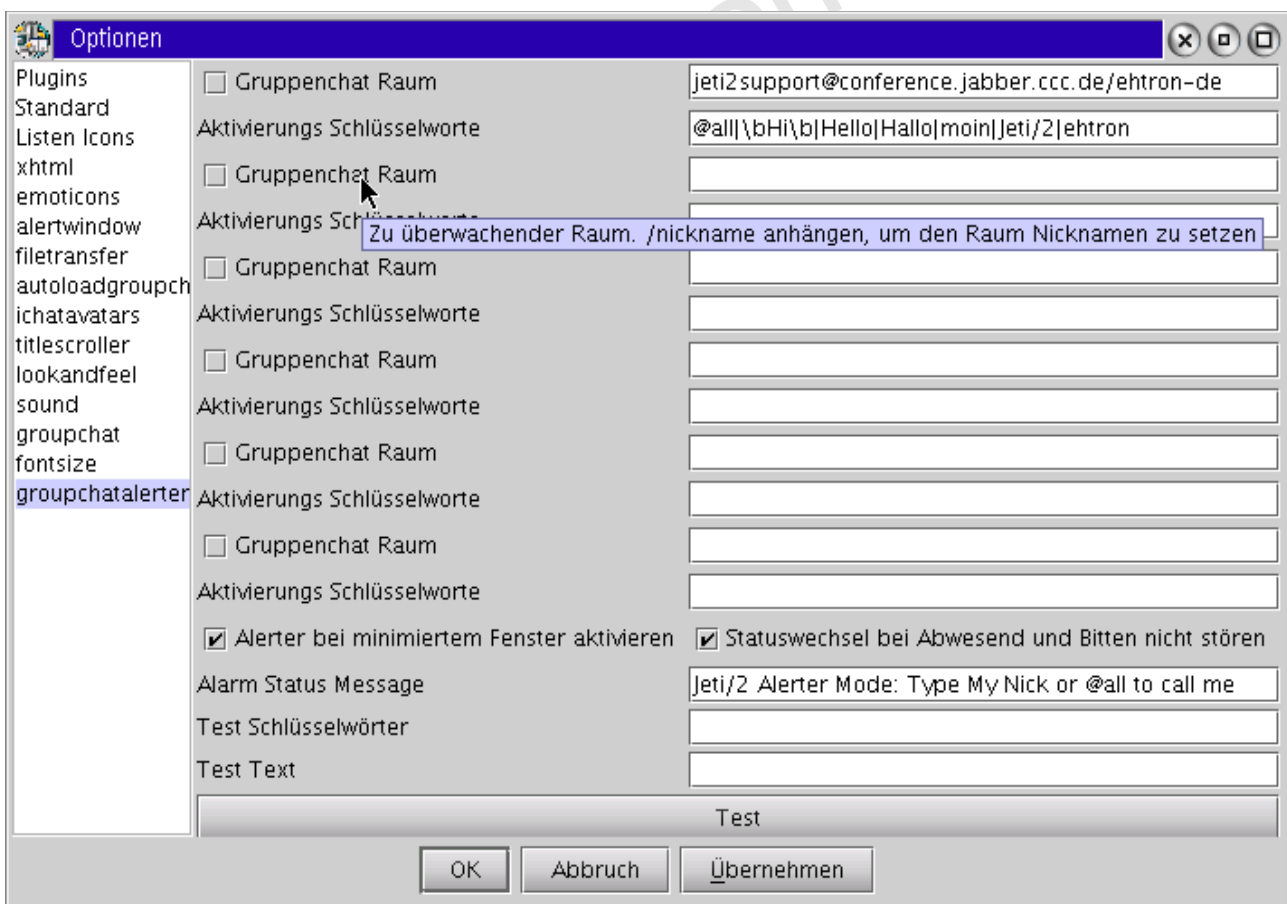 Optionen
Plugins
Standard
Listen Icons
xhtml
emoticons
alertwindow
filetransfer
autoloadgroupch
ichatavatars
titlescroller
lookandfeel
sound
groupchat
fontsize
groupchatalerter
Gruppenchat Raum jeti2support@conference.jabber.ccc.de/ehtron-de
Aktivierungs Schlüsselworte @all|\bHi\b|Hello|Hallo|moin|Jeti/2|ehtron
Gruppenchat Raum
Aktivierungs
Zu überwachender Raum. /nickname anhängen, um den Raum Nicknamen zu setzen
Gruppenchat Raum
Aktivierungs Schlüsselworte
Gruppenchat Raum
Aktivierungs Schlüsselworte
Gruppenchat Raum
Aktivierungs Schlüsselworte
Gruppenchat Raum
Aktivierungs Schlüsselworte
Alerter bei minimiertem Fenster aktivieren Statuswechsel bei Abwesend und Bitten nicht stören
Alarm Status Message Jeti/2 Alerter Mode: Type My Nick or @all to call me
Test Schlüsselwörter
Test Text
Test
OK Abbruch Übernehmen